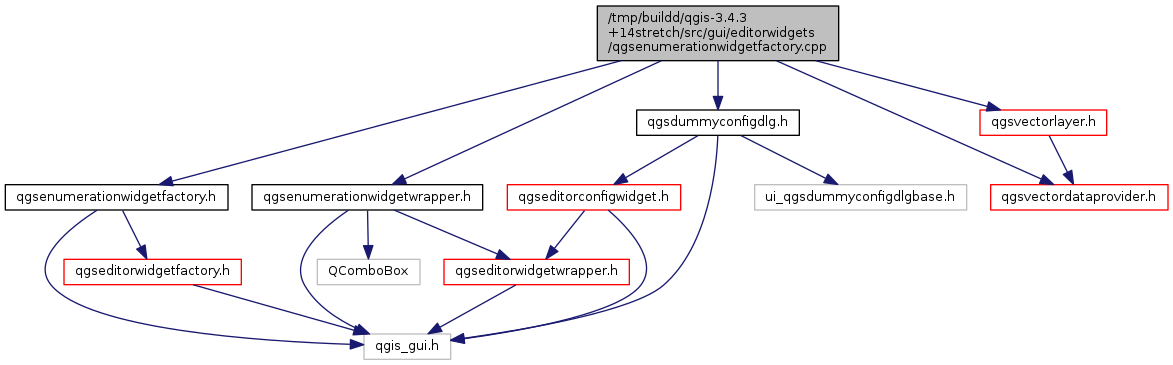 /tmp/buildd/qgis-3.4.3
+14stretch/src/gui/editorwidgets
/qgsenumerationwidgetfactory.cpp
qgsdummyconfigdlg.h
qgsvectorlayer.h
qgsenumerationwidgetfactory.h
qgsenumerationwidgetwrapper.h
qgseditorconfigwidget.h
ui_qgsdummyconfigdlgbase.h
qgsvectordataprovider.h
qgseditorwidgetfactory.h
QComboBox
qgseditorwidgetwrapper.h
qgis_gui.h